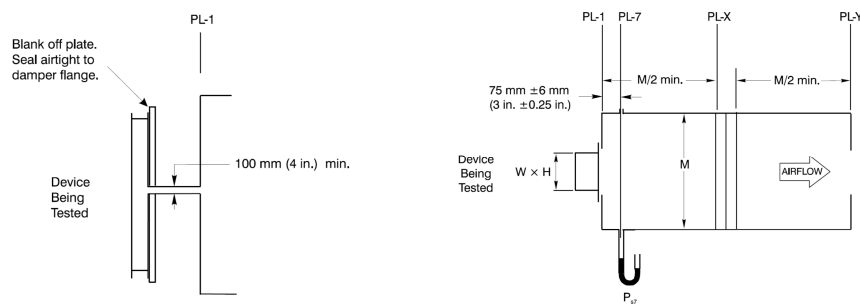 PL-1
Blank off plate.
Seal airtight to
damper flange.
100 mm (4 in.) min.
Device
Being
Tested
PL-1
PL-7
PL-X
PL-Y
M/2 min.
M/2 min.
75 mm ±6 mm
(3 in. ±0.25 in.)
Device
Being
Tested
W × H
M
AIRFLOW
Ps7